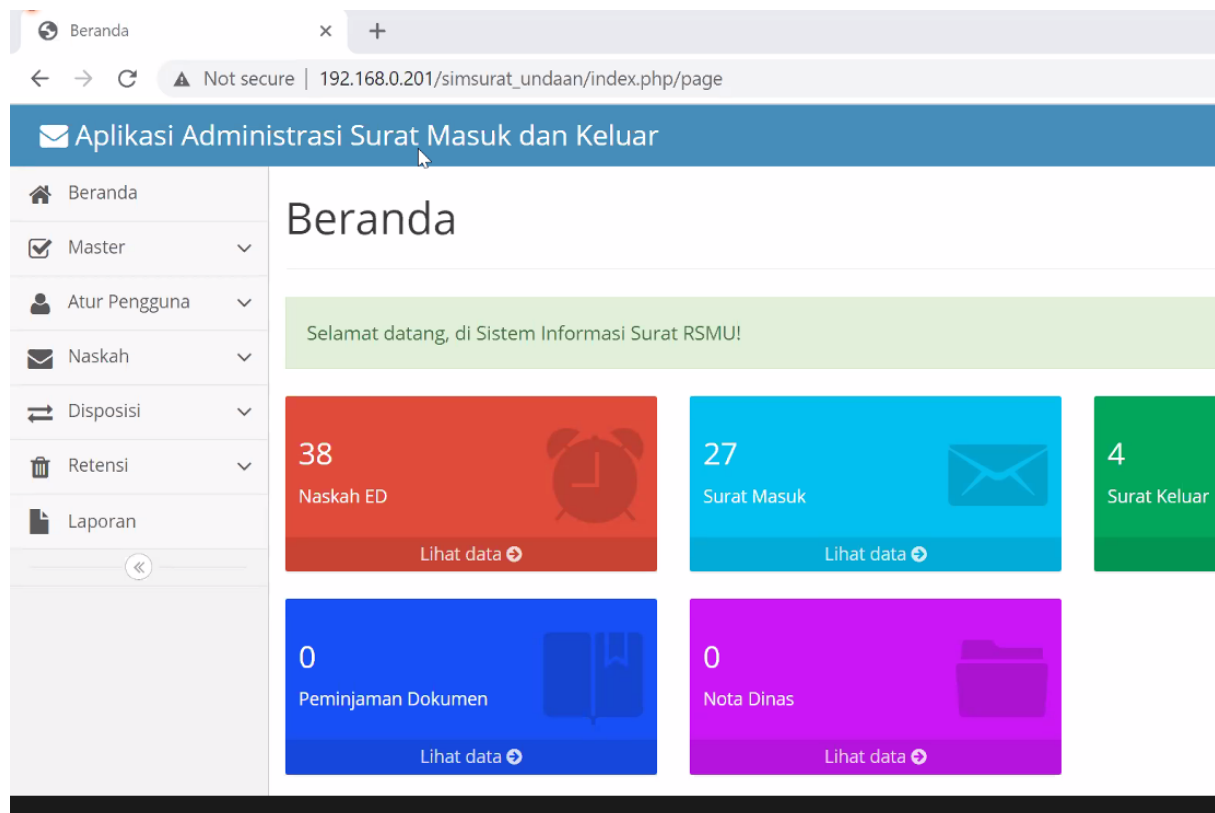 Beranda
Not secure | 192.168.0.201/simsurat_undaan/index.php/page
Aplikasi Administrasi Surat Masuk dan Keluar
Beranda
Master
Atur Pengguna
Naskah
Disposisi
Retensi
Laporan
Beranda
Selamat datang, di Sistem Informasi Surat RSMU!
38
Naskah ED
Lihat data
27
Surat Masuk
Lihat data
4
Surat Keluar
0
Peminjaman Dokumen
Lihat data
0
Nota Dinas
Lihat data